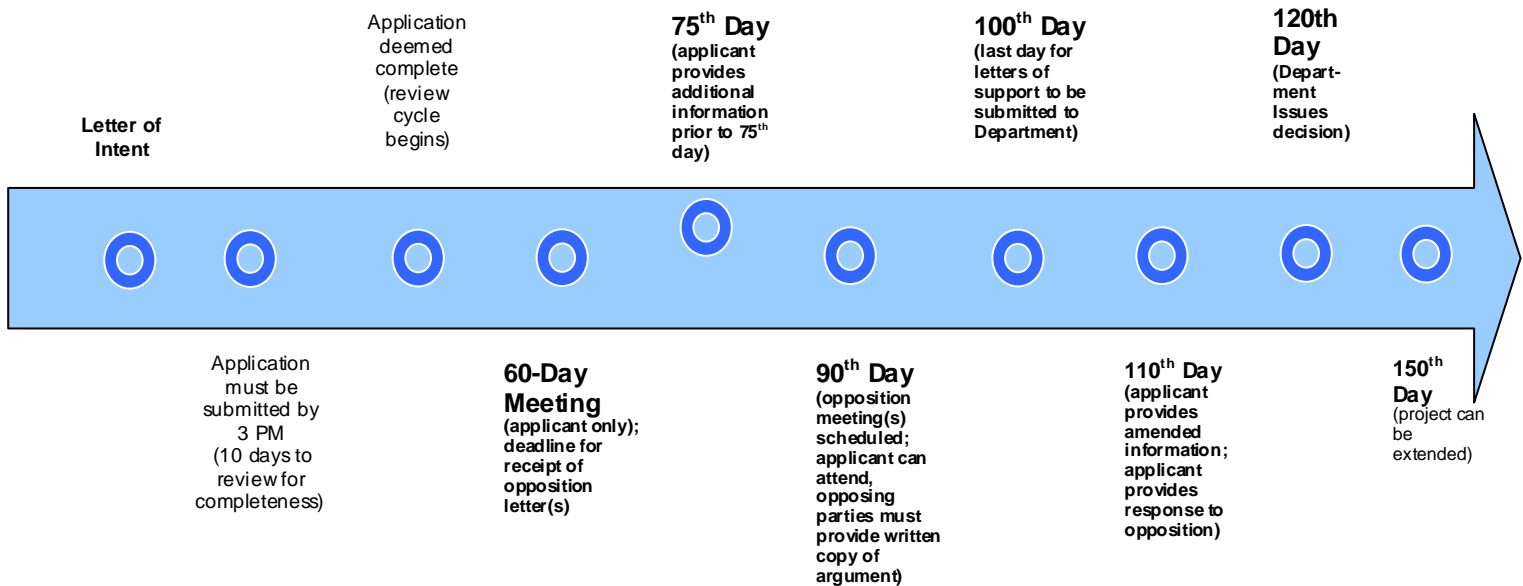 Letter of
Intent
Application
must be
submitted by
3 PM
(10 days to
review for
completeness)
Application
deemed
complete
(review
cycle
begins)
60-Day
Meeting
(applicant only);
deadline for
receipt of
opposition
letter(s)
75th Day
(applicant
provides
additional
information
prior to 75th
day)
90th Day
(opposition
meeting(s)
scheduled;
applicant can
attend,
opposing
parties must
provide written
copy of
argument)
100th Day
(last day for
letters of
support to be
submitted to
Department)
110th Day
(applicant
provides
amended
information;
applicant
provides
response to
opposition)
120th
Day
(Depart-
ment
Issues
decision)
150th
Day
(project can
be
extended)